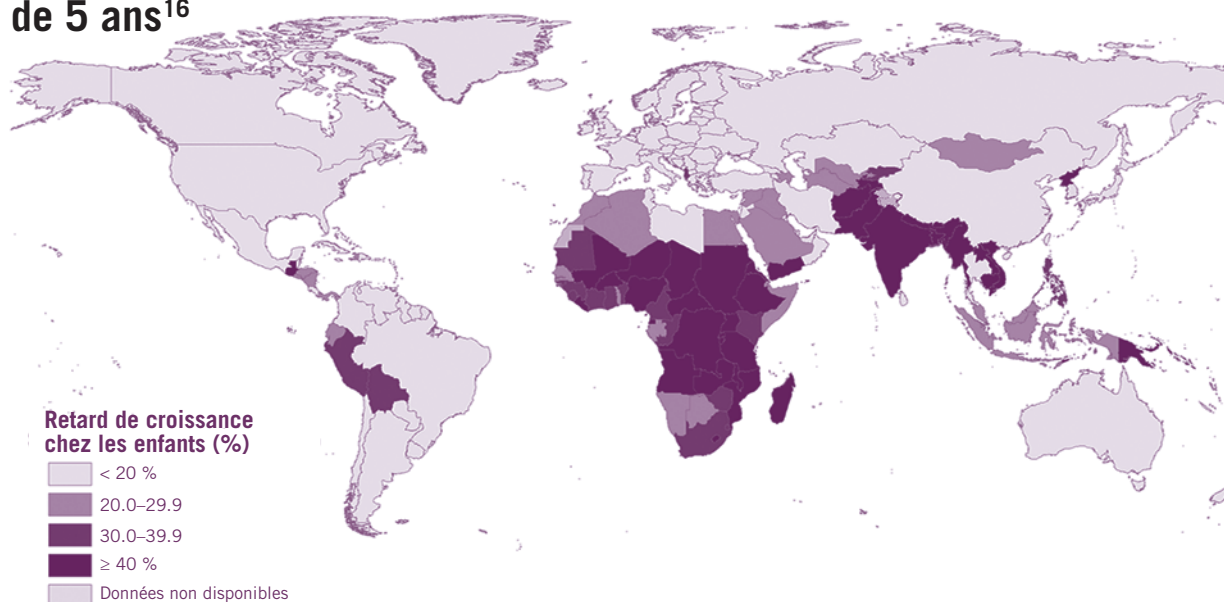 de 5 ans¹⁶
Retard de croissance
chez les enfants (%)
< 20 %
20.0–29.9
30.0–39.9
≥ 40 %
Données non disponibles